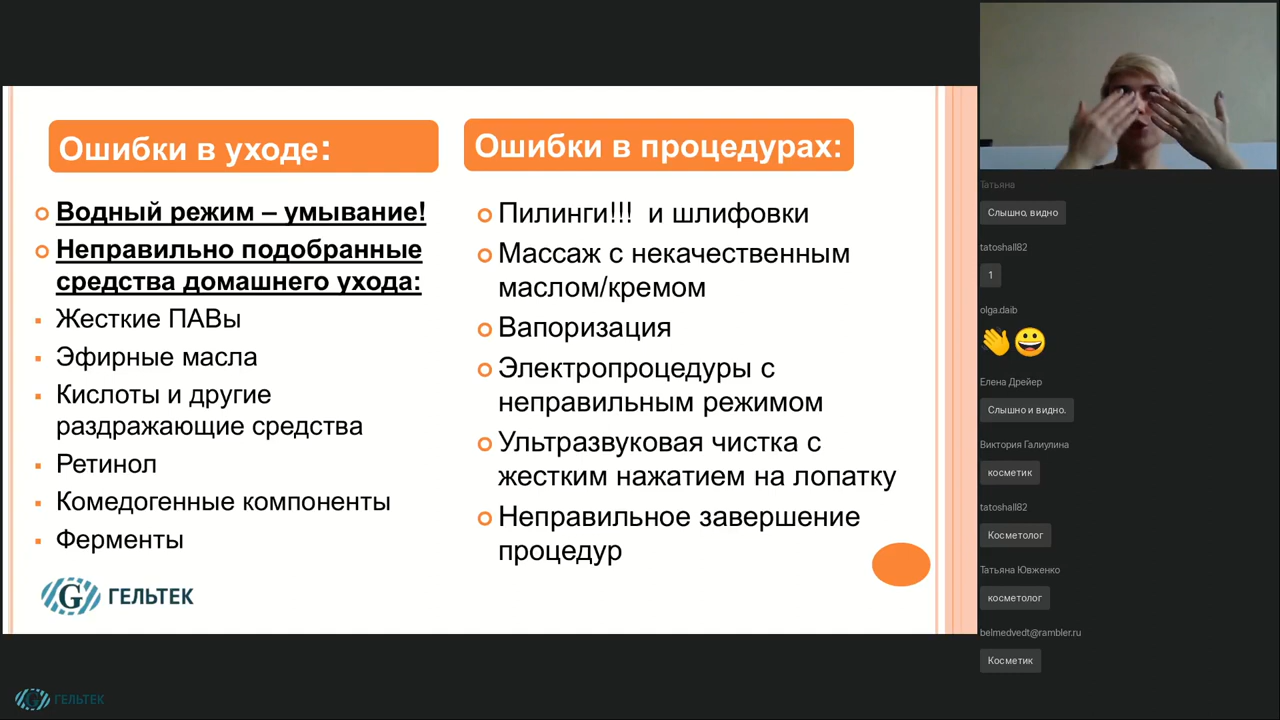 Ошибки в уходе:
Водный режим – умывание!
Неправильно подобранные
средства домашнего ухода:
Жесткие ПАВы
Эфирные масла
Кислоты и другие
раздражающие средства
Ретинол
Комедогенные компоненты
Ферменты
G ГЕЛЬТЕК
Ошибки в процедурах:
Пилинги!!! и шлифовки
Массаж с некачественным
маслом/кремом
Вапоризация
Электропроцедуры с
неправильным режимом
Ультразвуковая чистка с
жестким нажатием на лопатку
Неправильное завершение
процедур
Татьяна
Слышно, видно
tatoshall82
1
olga.daib
👋😀
Елена Дрейер
Слышно и видно.
Виктория Галиулина
косметик
tatoshall82
Косметолог
Татьяна Ювженко
косметолог
belmedvedt@rambler.ru
Косметик
G ГЕЛЬТЕК